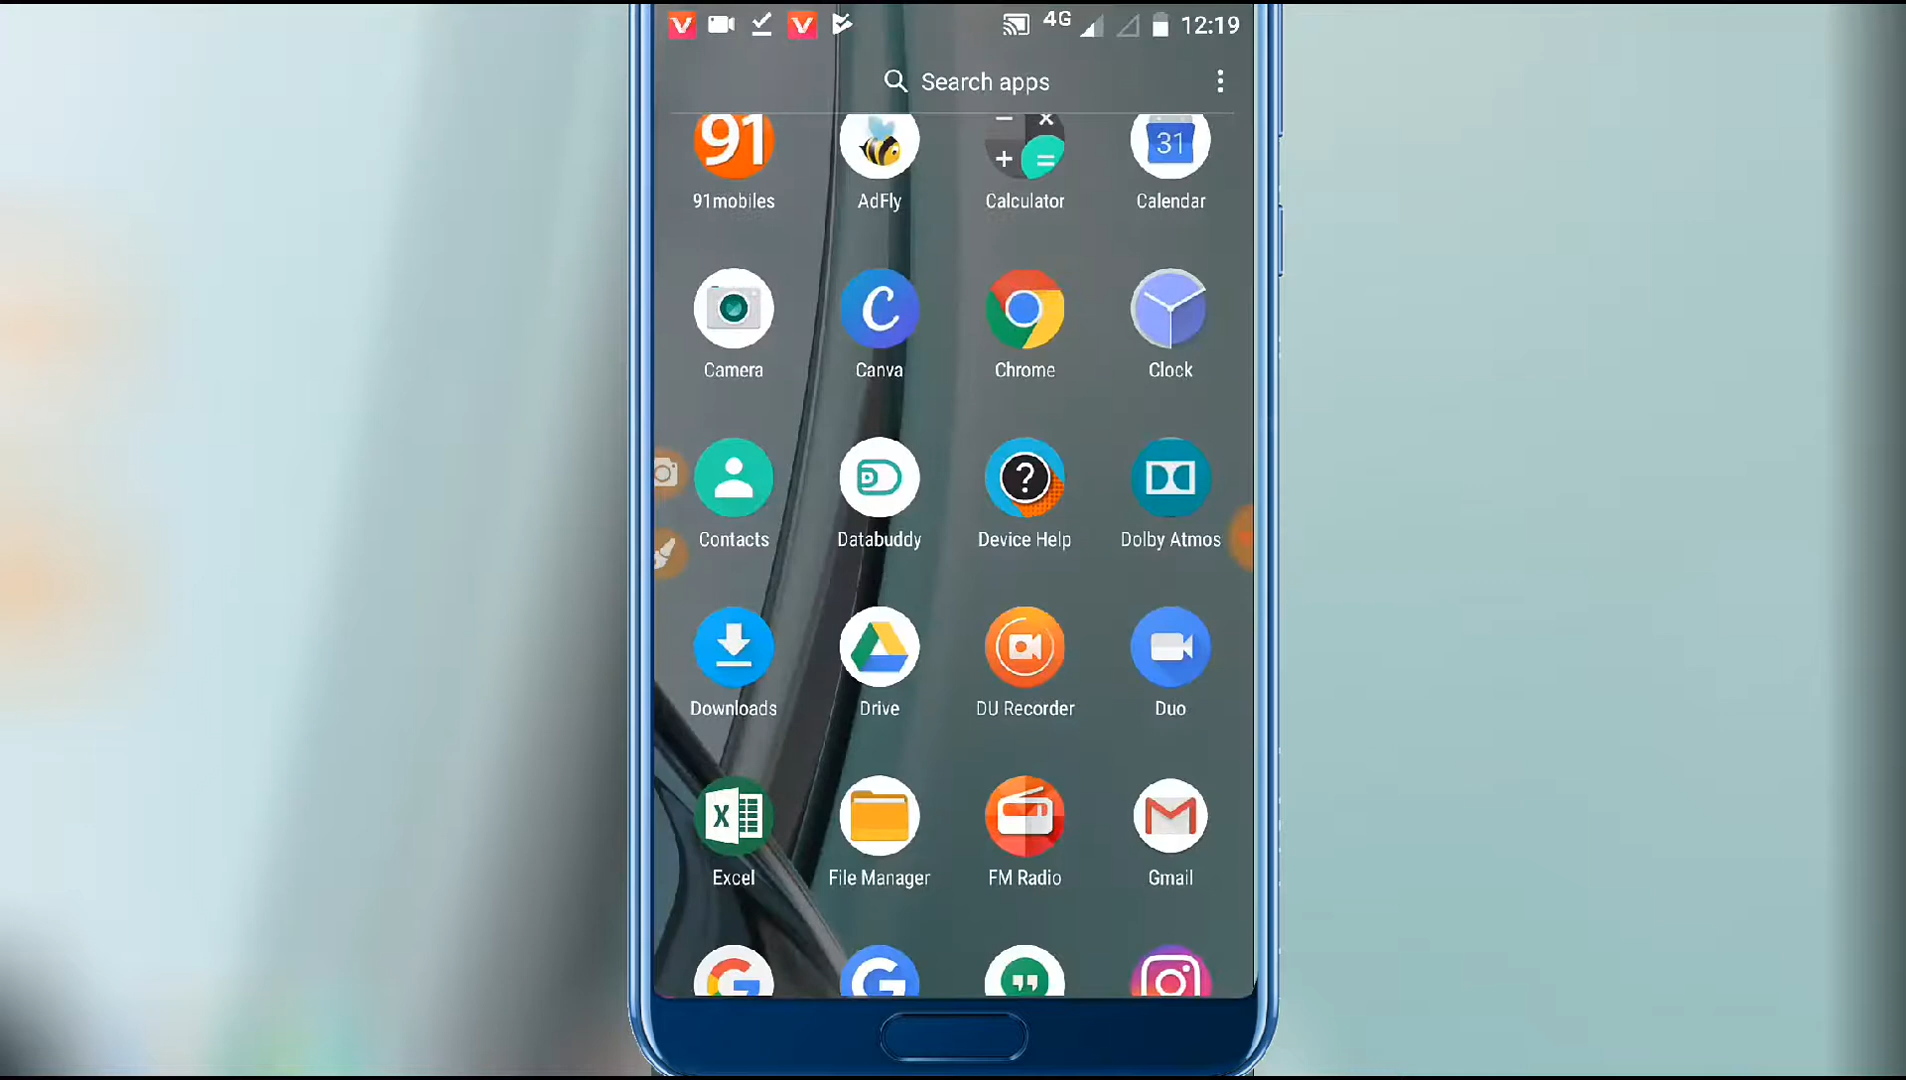 4G 12:19
Search apps
91 31
91mobiles AdFly Calculator Calendar
Camera Canva Chrome Clock
Contacts Databuddy Device Help Dolby Atmos
Downloads Drive DU Recorder Duo
Excel File Manager FM Radio Gmail